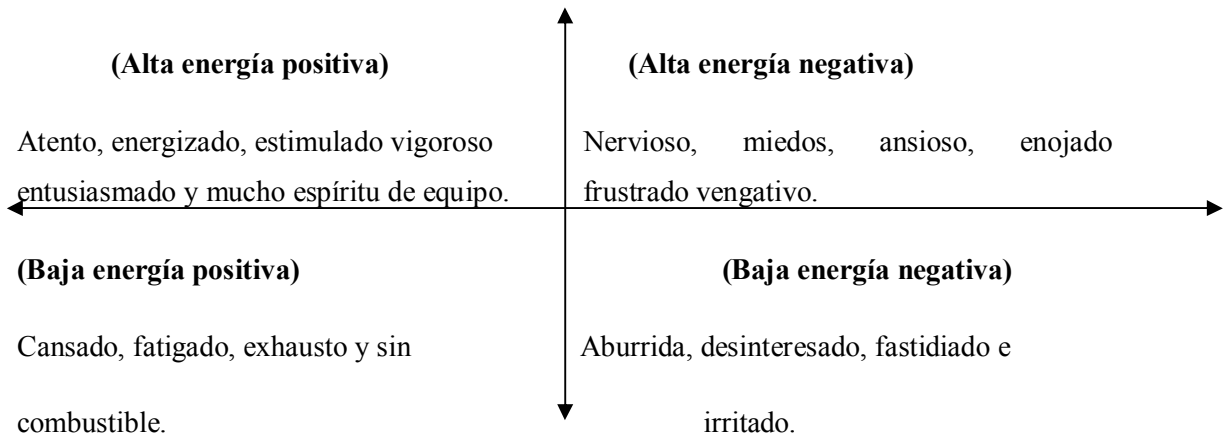 (Alta energía positiva)
Atento, energizado, estimulado vigoroso
entusiasmado y mucho espíritu de equipo.
(Alta energía negativa)
Nervioso, miedos, ansioso, enojado
frustrado vengativo.
(Baja energía positiva)
Cansado, fatigado, exhausto y sin
combustible.
(Baja energía negativa)
Aburrida, desinteresado, fastidiado e
irritado.